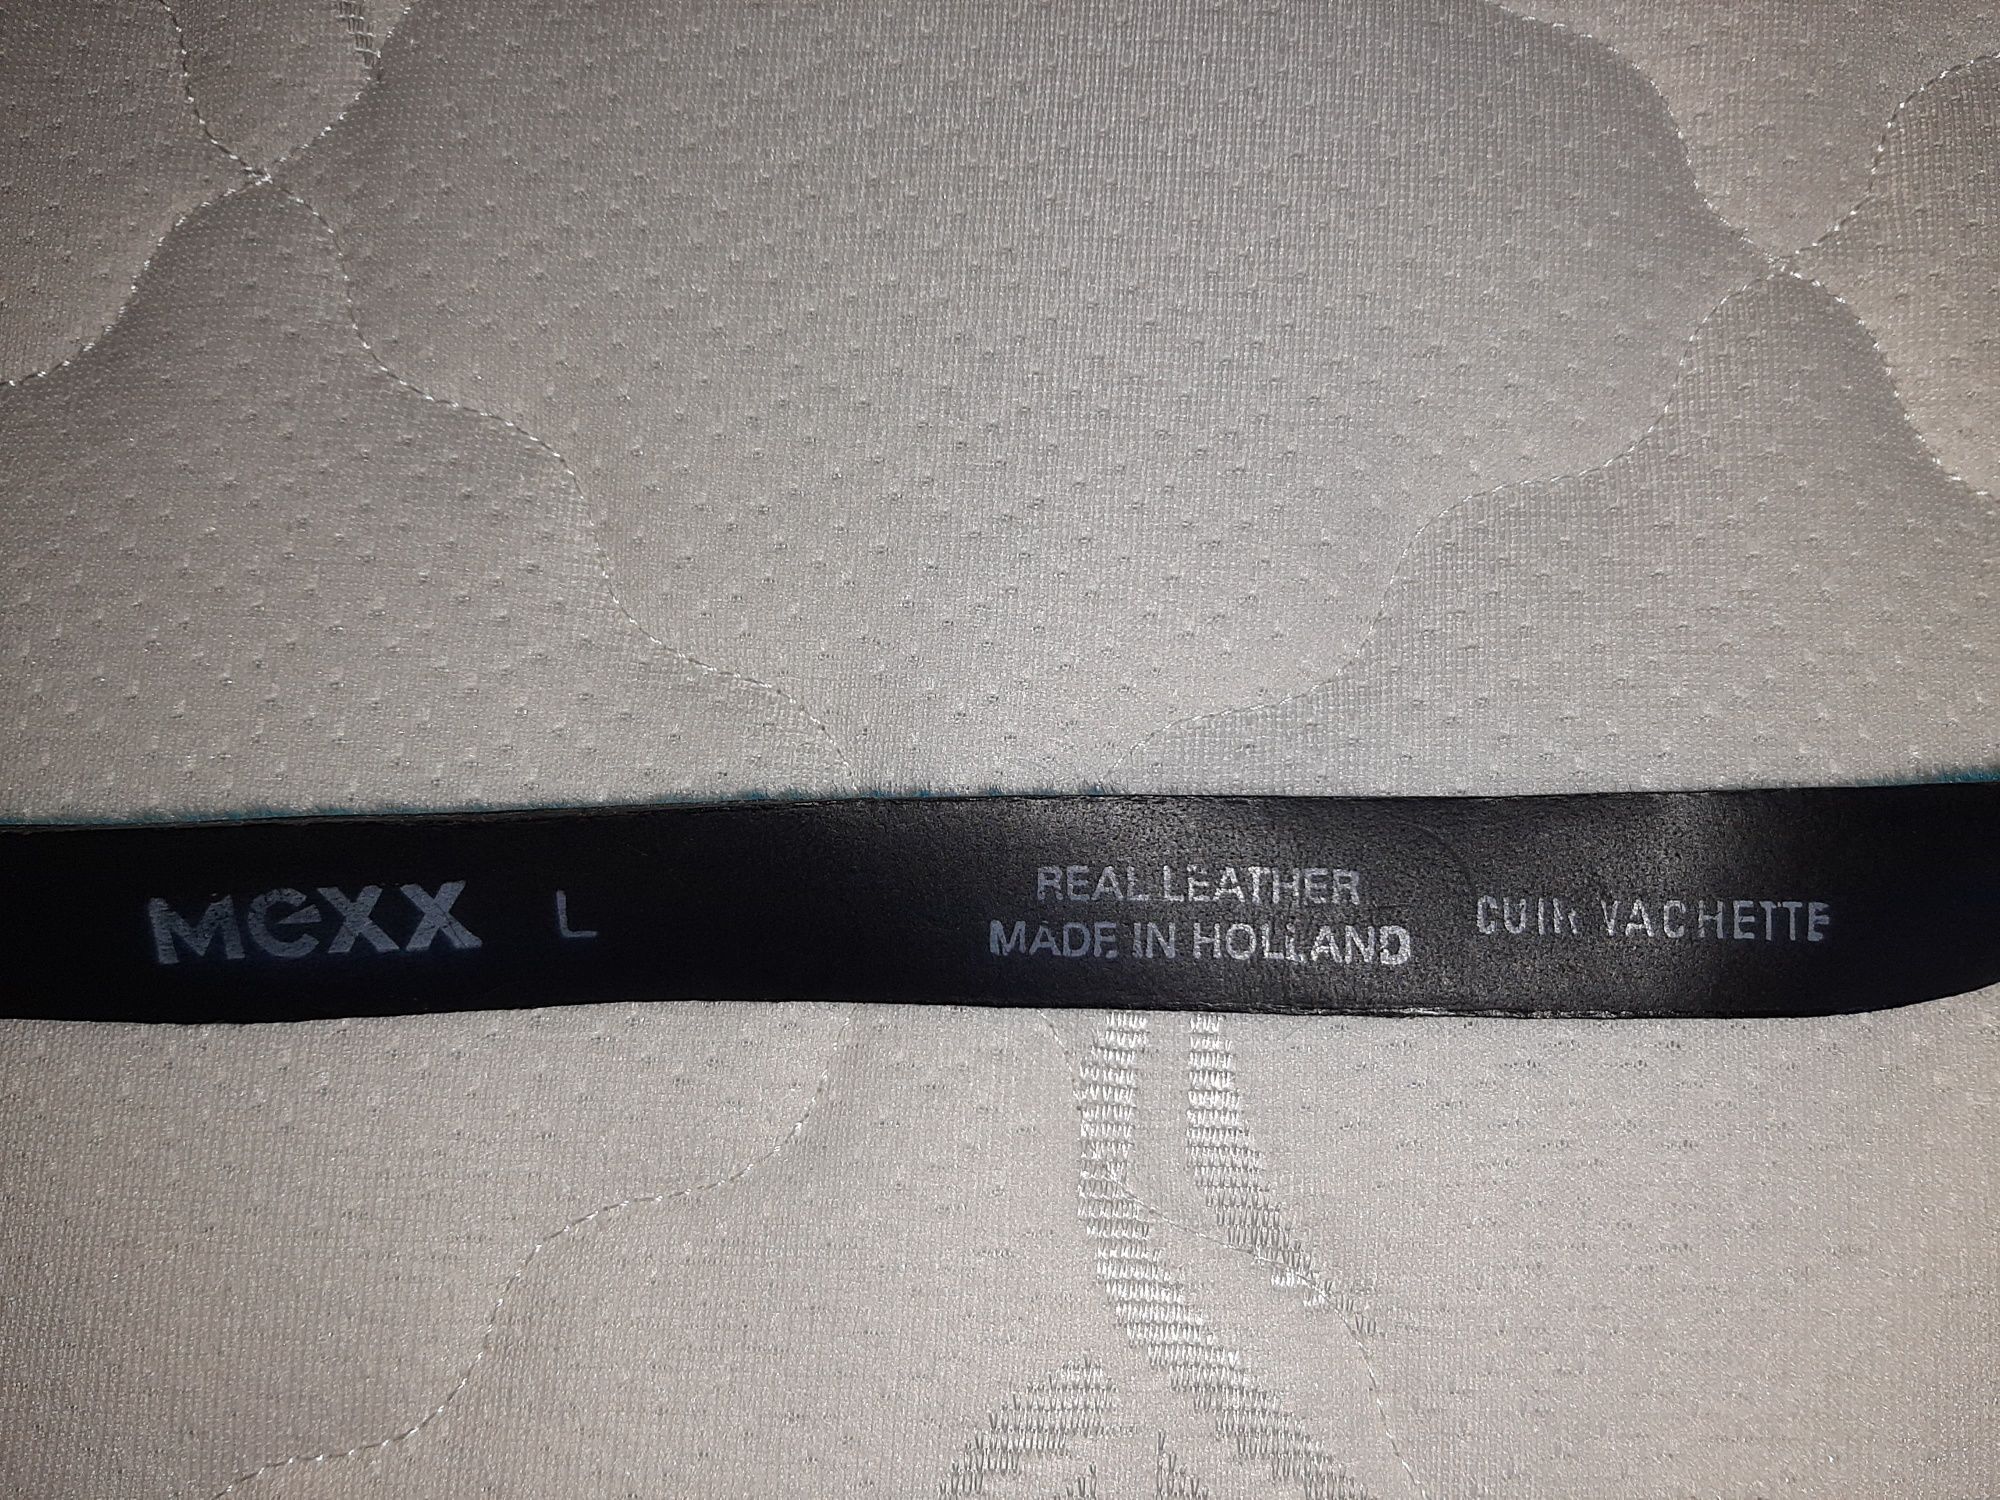 Mexx L
REAL LEATHER
MADE IN HOLLAND
CUIR VACHETTE